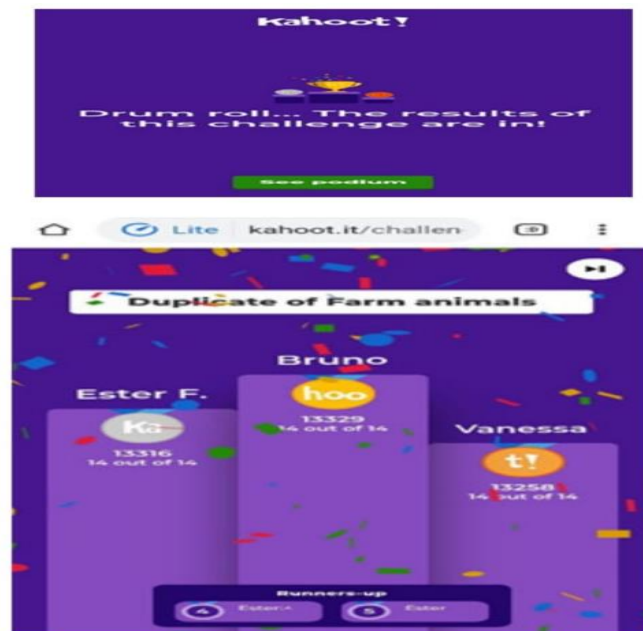 Kahoot!
Drum roll... The results of
this challenge are in!
See podium
Lite kahoot.it/challen
:D
Duplicate of Farm animals
Bruno
Ester F.
hoo
Vanessa
Ka
13329
14 out of 14
13316
14 out of 14
t!
13258
14 out of 14
Runners-up
4 Ester:^
5 Ester